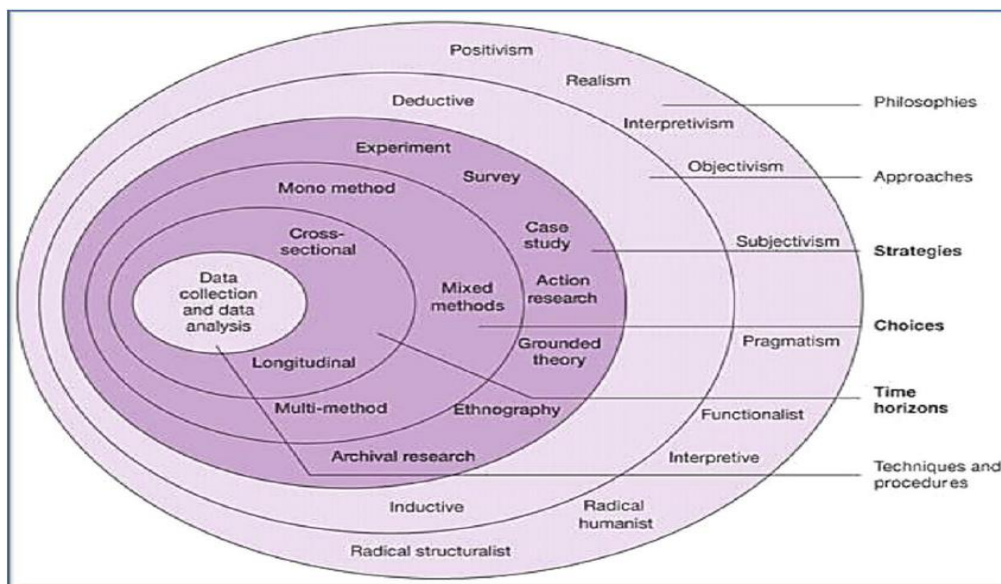 Positivism
Realism
Philosophies
Deductive
Interpretivism
Experiment
Objectivism
Survey
Approaches
Mono method
Cross-
sectional
Case
study
Subjectivism
Strategies
Data
collection
and data
analysis
Mixed
methods
Action
research
Choices
Grounded
theory
Pragmatism
Longitudinal
Time
horizons
Multi-method
Ethnography
Functionalist
Archival research
Interpretive
Techniques and
procedures
Inductive
Radical
humanist
Radical structuralist